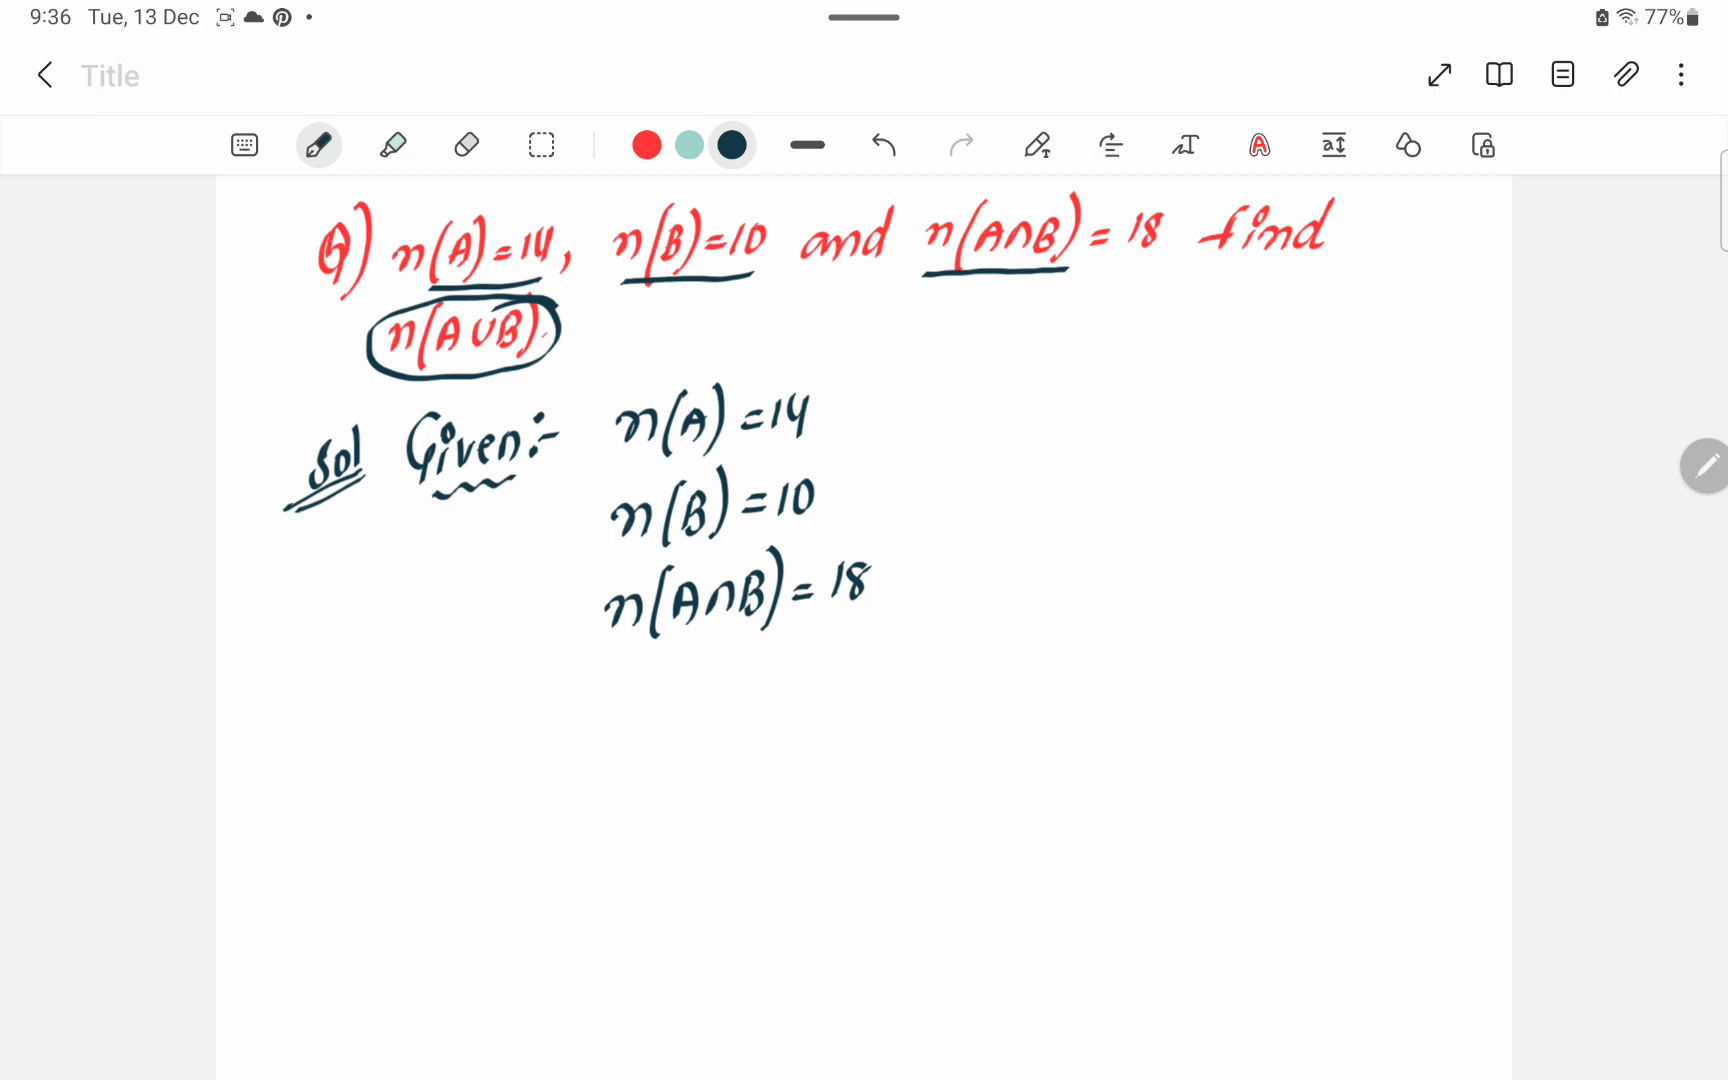 9:36 Tue, 13 Dec 77%
Title
Q) n(A)=14, n(B)=10 and n(A∩B)=18 find
n(A∪B).
Sol Given:- n(A)=14
n(B)=10
n(A∩B)=18